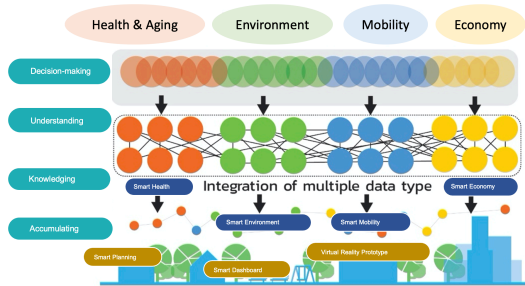 Health & Aging
Environment
Mobility
Economy
Decision-making
Understanding
Knowledging
Smart Health
Integration of multiple data type
Smart Economy
Accumulating
Smart Environment
Smart Mobility
Smart Planning
Virtual Reality Prototype
Smart Dashboard